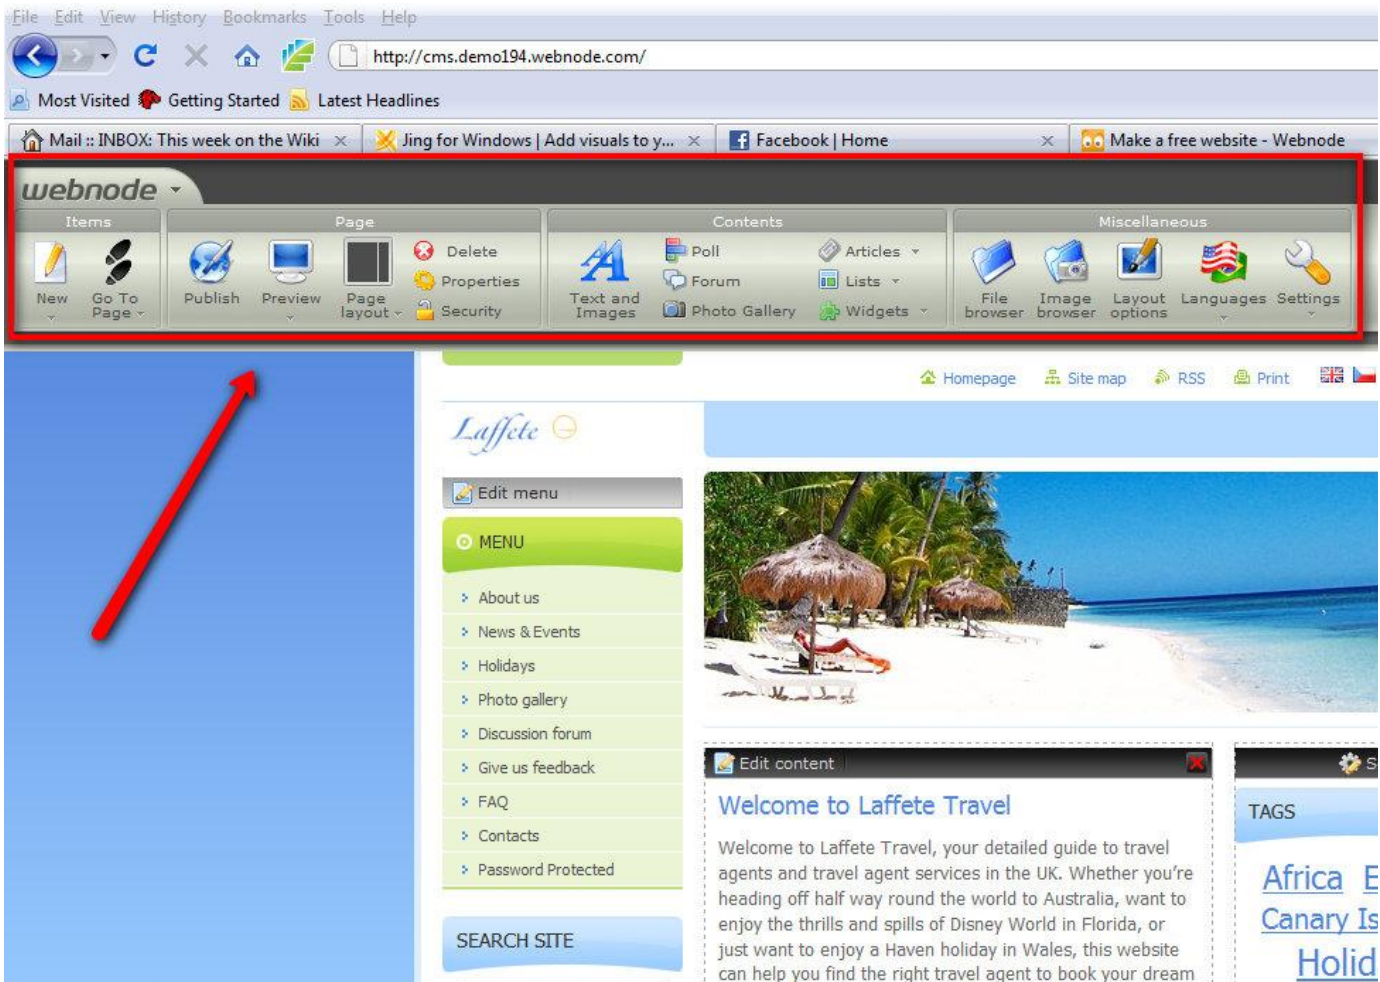 File Edit View History Bookmarks Tools Help
http://cms.demo194.webnode.com/
Most Visited Getting Started Latest Headlines
Mail :: INBOX: This week on the Wiki Jing for Windows | Add visuals to y... Facebook | Home Make a free website - Webnode
webnode
Items Page Contents Miscellaneous
New
Go To
Page
Publish
Preview
Page
layout
Delete
Properties
Security
Text and
Images
Poll
Forum
Photo Gallery
Articles
Lists
Widgets
File
browser
Image
browser
Layout
options
Languages
Settings
Homepage Site map RSS Print
Laffete
Edit menu
MENU
About us
News & Events
Holidays
Photo gallery
Discussion forum
Give us feedback
FAQ
Contacts
Password Protected
SEARCH SITE
Edit content
Welcome to Laffete Travel
Welcome to Laffete Travel, your detailed guide to travel
agents and travel agent services in the UK. Whether you're
heading off half way round the world to Australia, want to
enjoy the thrills and spills of Disney World in Florida, or
just want to enjoy a Haven holiday in Wales, this website
can help you find the right travel agent to book your dream
TAGS
Africa
Canary